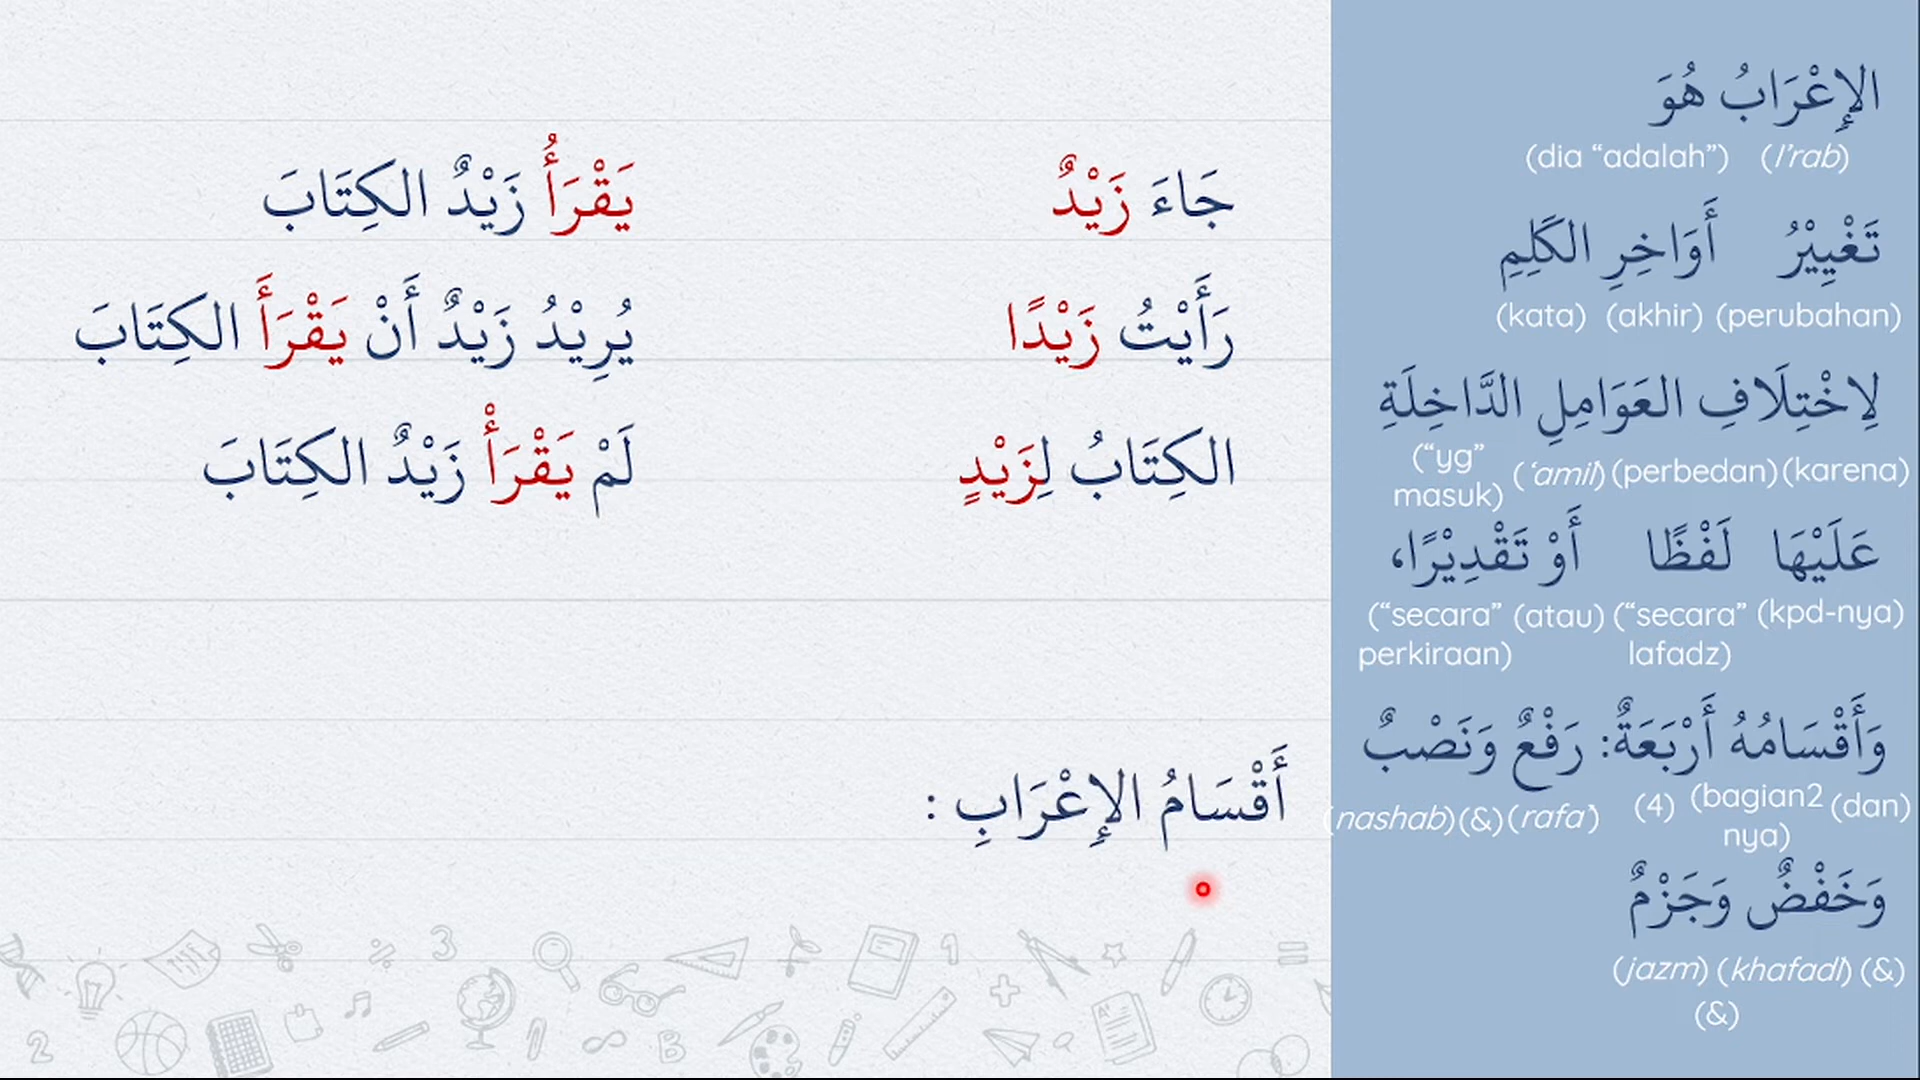 جَاءَ زَيْدٌ
رَأَيْتُ زَيْدًا
الكِتَابُ لِزَيْدٍ
يَقْرَأُ زَيْدٌ الكِتَابَ
يُرِيْدُ زَيْدٌ أَنْ يَقْرَأَ الكِتَابَ
لَمْ يَقْرَأْ زَيْدٌ الكِتَابَ
أَقْسَامُ الإِعْرَابِ :
الإِعْرَابُ هُوَ
(dia “adalah”) (I’rab)
تَغْيِيْرُ أَوَاخِرِ الكَلِمِ
(kata) (akhir) (perubahan)
لِاخْتِلَافِ العَوَامِلِ الدَّاخِلَةِ
(“yg” masuk) (‘amil) (perbedan) (karena)
عَلَيْهَا لَفْظًا أَوْ تَقْدِيْرًا،
(“secara” perkiraan) (atau) (“secara” lafadz) (kpd-nya)
وَأَقْسَامُهُ أَرْبَعَةٌ: رَفْعٌ وَنَصْبٌ
(nashab) (&) (rafa’) (4) (bagian2 nya) (dan)
وَخَفْضٌ وَجَزْمٌ
(jazm) (khafadl) (&)
(&)